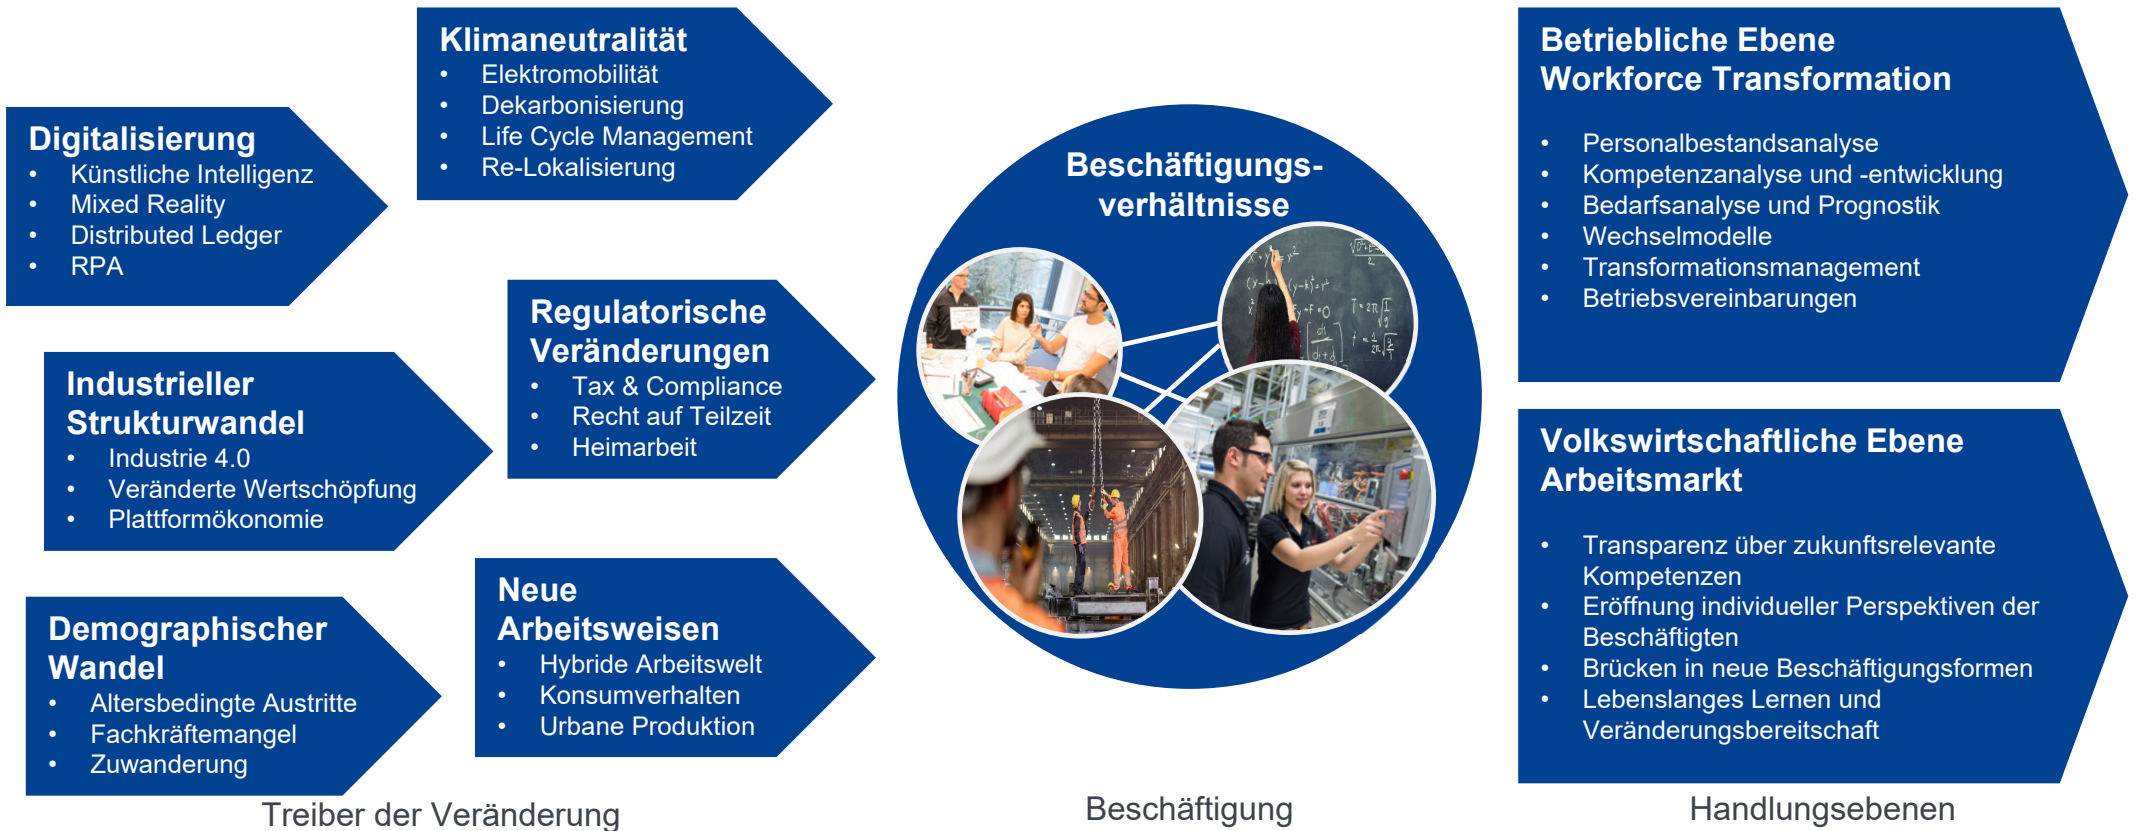 Digitalisierung
• Künstliche Intelligenz
• Mixed Reality
• Distributed Ledger
• RPA
Klimaneutralität
• Elektromobilität
• Dekarbonisierung
• Life Cycle Management
• Re-Lokalisierung
Industrieller
Strukturwandel
• Industrie 4.0
• Veränderte Wertschöpfung
• Plattformökonomie
Regulatorische
Veränderungen
• Tax & Compliance
• Recht auf Teilzeit
• Heimarbeit
Demographischer
Wandel
• Altersbedingte Austritte
• Fachkräftemangel
• Zuwanderung
Neue
Arbeitsweisen
• Hybride Arbeitswelt
• Konsumverhalten
• Urbane Produktion
Treiber der Veränderung
Beschäftigungs-
verhältnisse
Beschäftigung
Betriebliche Ebene
Workforce Transformation
• Personalbestandsanalyse
• Kompetenzanalyse und -entwicklung
• Bedarfsanalyse und Prognostik
• Wechselmodelle
• Transformationsmanagement
• Betriebsvereinbarungen
Volkswirtschaftliche Ebene
Arbeitsmarkt
• Transparenz über zukunftsrelevante
Kompetenzen
• Eröffnung individueller Perspektiven der
Beschäftigten
• Brücken in neue Beschäftigungsformen
• Lebenslanges Lernen und
Veränderungsbereitschaft
Handlungsebenen